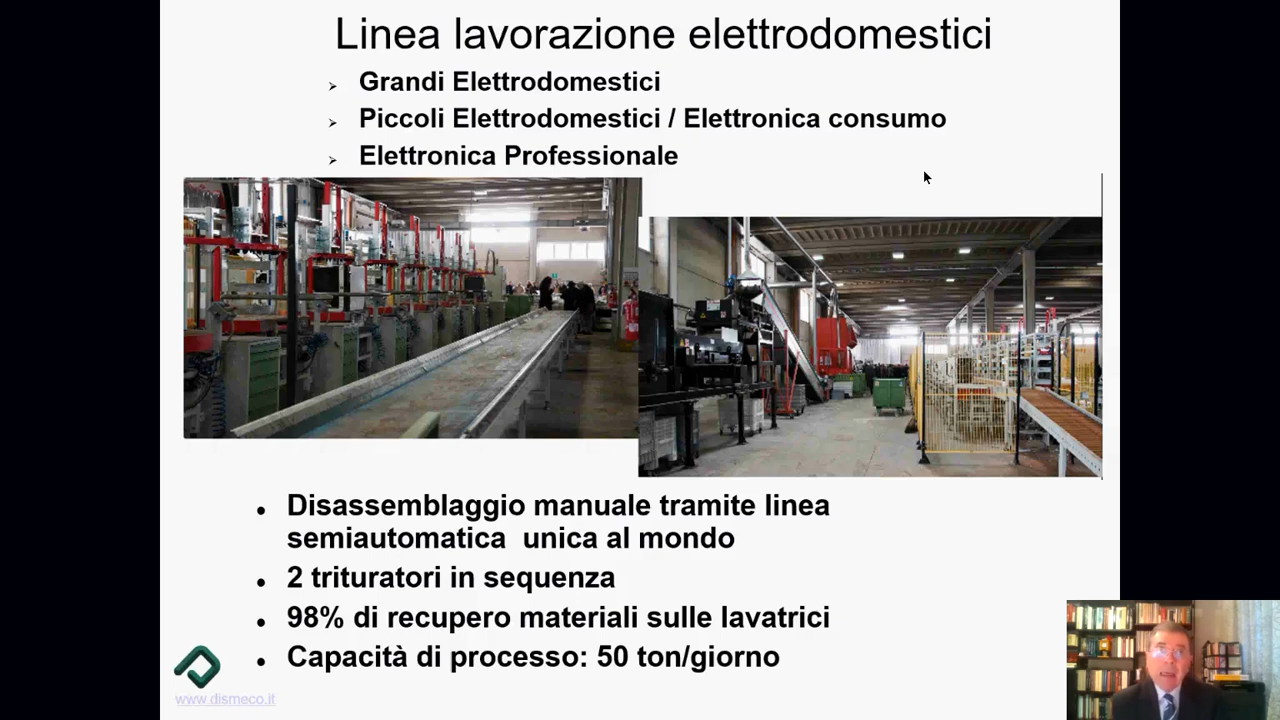 Linea lavorazione elettrodomestici
Grandi Elettrodomestici
Piccoli Elettrodomestici / Elettronica consumo
Elettronica Professionale
Disassemblaggio manuale tramite linea
semiautomatica unica al mondo
2 trituratori in sequenza
98% di recupero materiali sulle lavatrici
Capacità di processo: 50 ton/giorno
www.dismeco.it